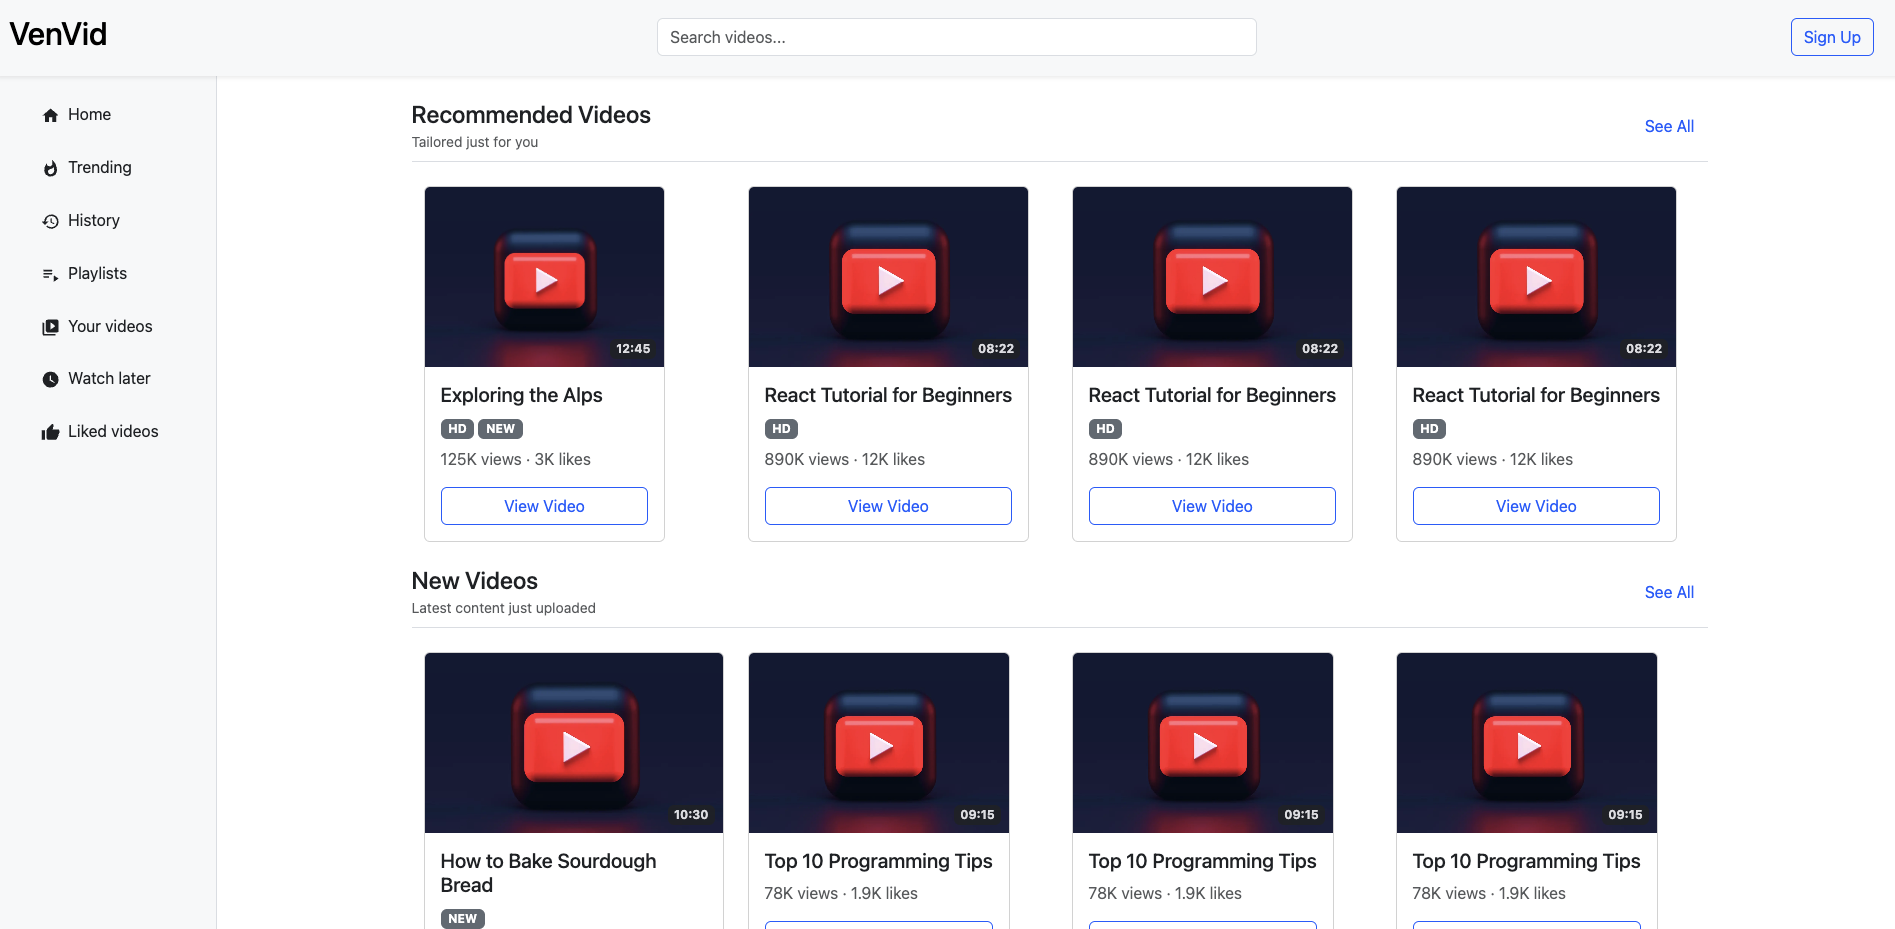 VenVid
Search videos...
Sign Up
Home
Trending
History
Playlists
Your videos
Watch later
Liked videos
Recommended Videos
Tailored just for you
See All
12:45
Exploring the Alps
HD NEW
125K views · 3K likes
View Video
08:22
React Tutorial for Beginners
HD
890K views · 12K likes
View Video
08:22
React Tutorial for Beginners
HD
890K views · 12K likes
View Video
08:22
React Tutorial for Beginners
HD
890K views · 12K likes
View Video
New Videos
Latest content just uploaded
See All
10:30
How to Bake Sourdough
Bread
NEW
09:15
Top 10 Programming Tips
78K views · 1.9K likes
09:15
Top 10 Programming Tips
78K views · 1.9K likes
09:15
Top 10 Programming Tips
78K views · 1.9K likes